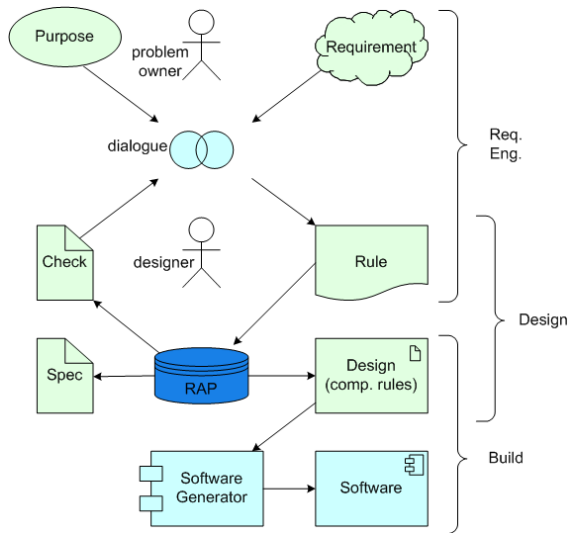 Purpose
problem
owner
Requirement
dialogue
Req.
Eng.
Check
designer
Rule
Design
Spec
RAP
Design
(comp. rules)
Build
Software
Generator
Software